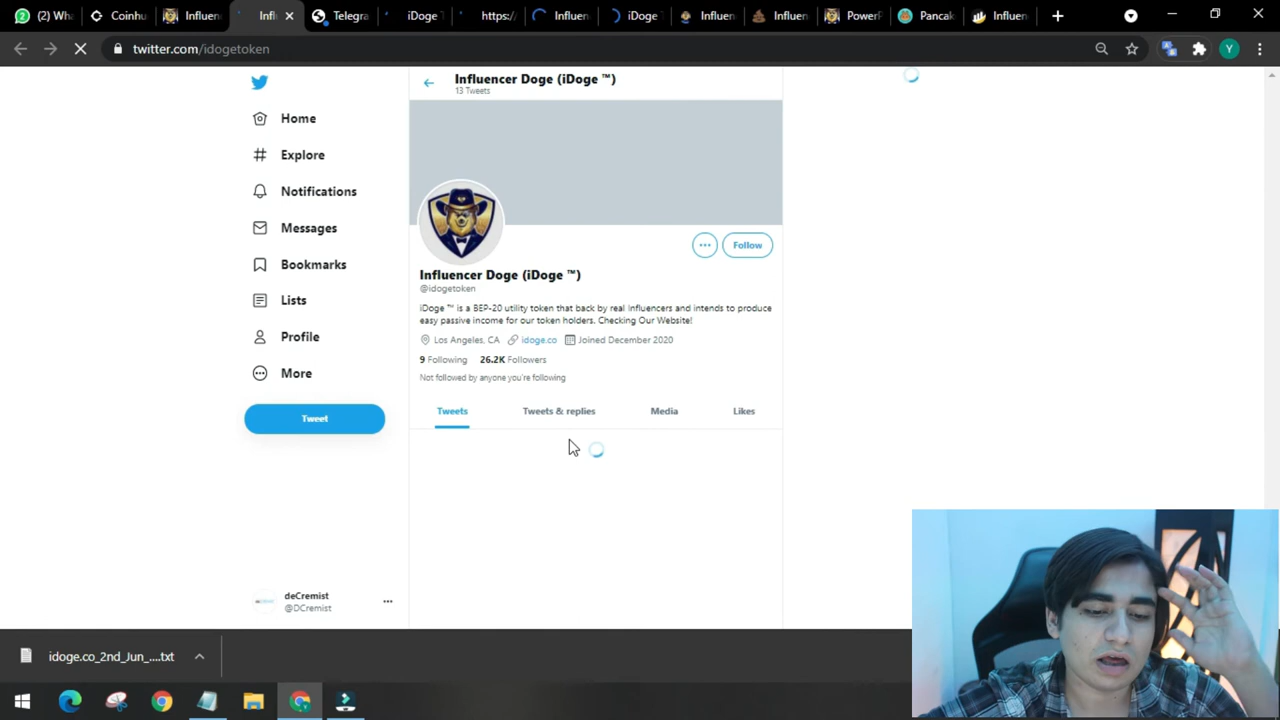 (2) Wha
Coinhu
Influen
Infl
Telegra
iDoge T
https:/
Influen
iDoge T
Influen
Influen
PowerP
Pancak
Influen
twitter.com/idogetoken
Y
Influencer Doge (iDoge ™)
13 Tweets
Home
Explore
Notifications
Messages
Bookmarks
Lists
Profile
More
Tweet
Follow
Influencer Doge (iDoge ™)
@idogetoken
iDoge ™ is a BEP-20 utility token that back by real influencers and intends to produce
easy passive income for our token holders. Checking Our Website!
Los Angeles, CA idoge.co Joined December 2020
9 Following 26.2K Followers
Not followed by anyone you're following
Tweets Tweets & replies Media Likes
deCremist
@DCremist
idoge.co_2nd_Jun_....txt